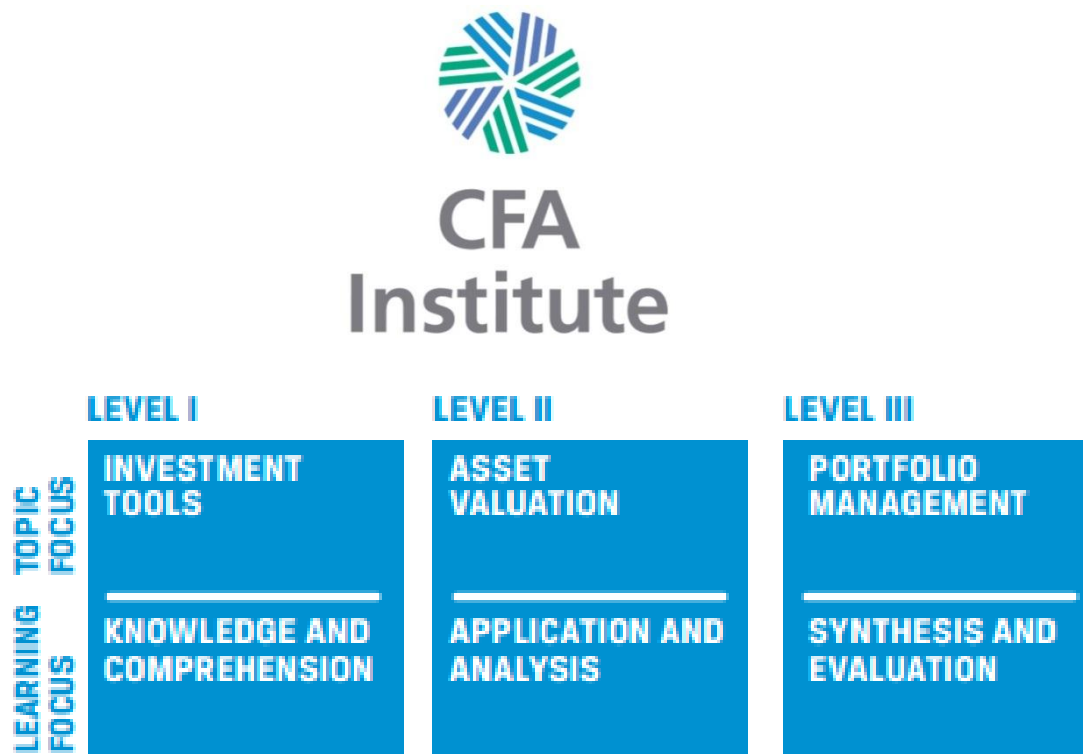 CFA
Institute
LEVEL I
LEVEL II
LEVEL III
TOPIC
FOCUS
INVESTMENT
TOOLS
ASSET
VALUATION
PORTFOLIO
MANAGEMENT
LEARNING
FOCUS
KNOWLEDGE AND
COMPREHENSION
APPLICATION AND
ANALYSIS
SYNTHESIS AND
EVALUATION